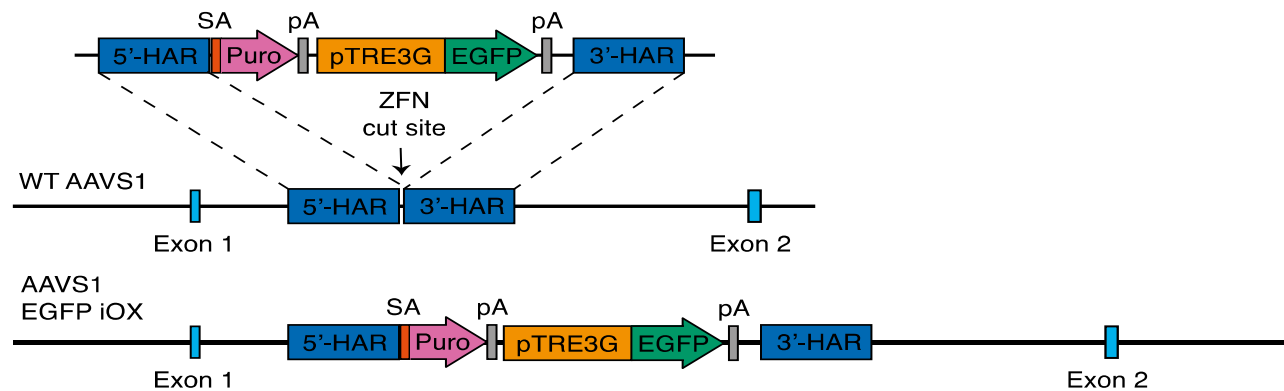 SA pA pA
5’-HAR Puro pTRE3G EGFP 3’-HAR
ZFN
cut site
WT AAVS1
5’-HAR 3’-HAR
Exon 1 Exon 2
AAVS1
EGFP iOX
SA pA pA
5’-HAR Puro pTRE3G EGFP 3’-HAR
Exon 1 Exon 2